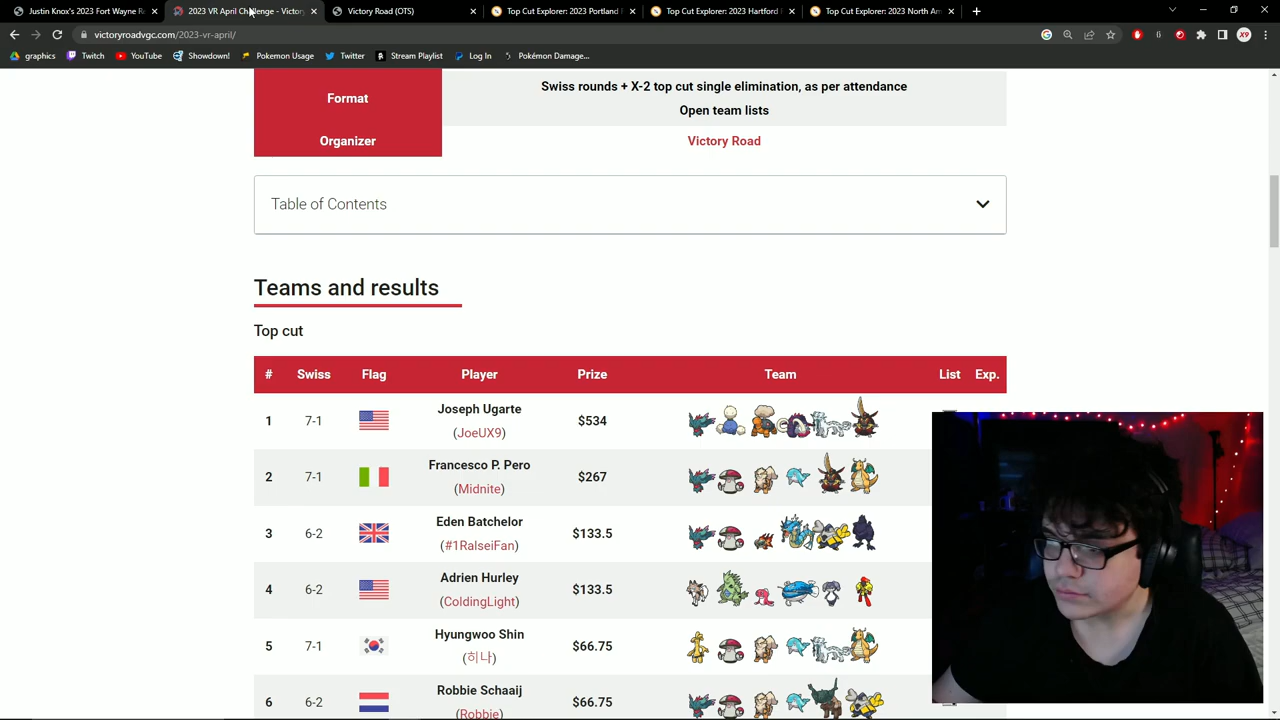 Justin Knox's 2023 Fort Wayne Re
2023 VR April Challenge - Victory
Victory Road (OTS)
Top Cut Explorer: 2023 Portland
Top Cut Explorer: 2023 Hartford
Top Cut Explorer: 2023 North Am
victoryroadvgc.com/2023-vr-april/
X9
graphics
Twitch
YouTube
Showdown!
Pokemon Usage
Twitter
Stream Playlist
Log In
Pokémon Damage...
Format
Swiss rounds + X-2 top cut single elimination, as per attendance
Open team lists
Organizer
Victory Road
Table of Contents
Teams and results
Top cut
# Swiss Flag Player Prize Team List Exp.
1 7-1 Joseph Ugarte $534
(JoeUX9)
2 7-1 Francesco P. Pero $267
(Midnite)
3 6-2 Eden Batchelor $133.5
(#1RalseiFan)
4 6-2 Adrien Hurley $133.5
(ColdingLight)
5 7-1 Hyungwoo Shin $66.75
(히나)
6 6-2 Robbie Schaaij $66.75
(Robbie)